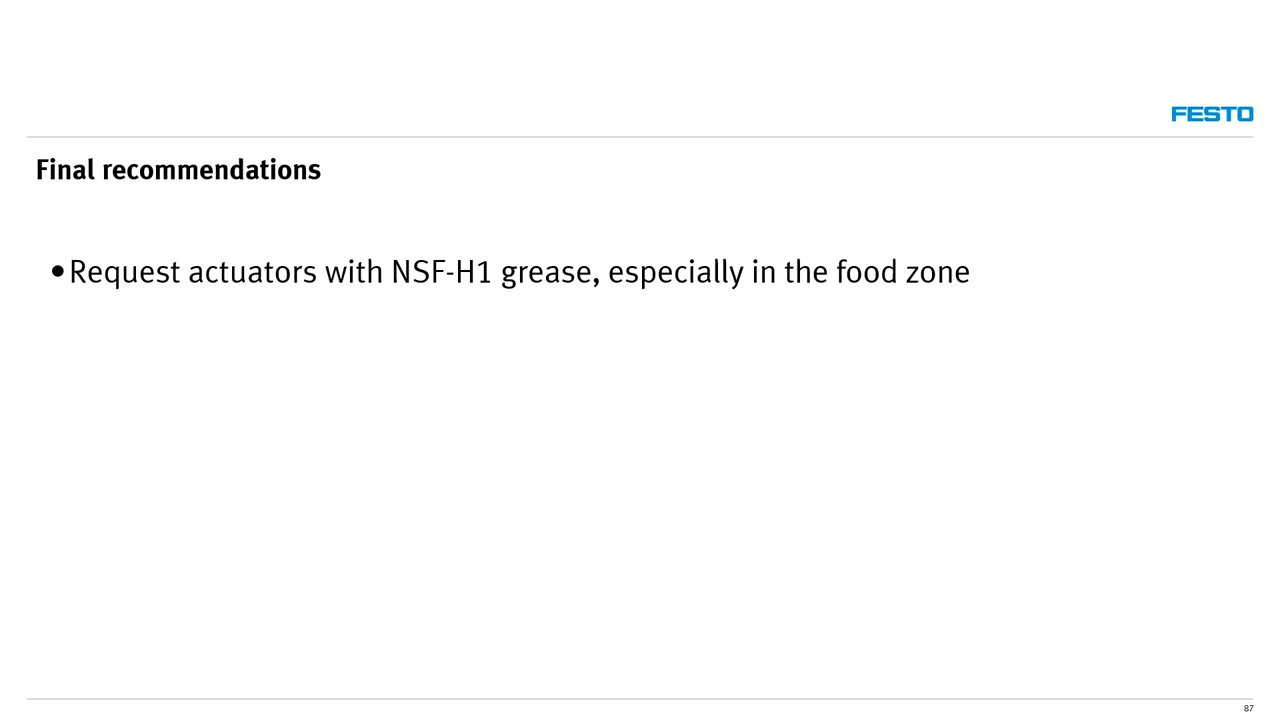 FESTO
Final recommendations
•Request actuators with NSF-H1 grease, especially in the food zone
87